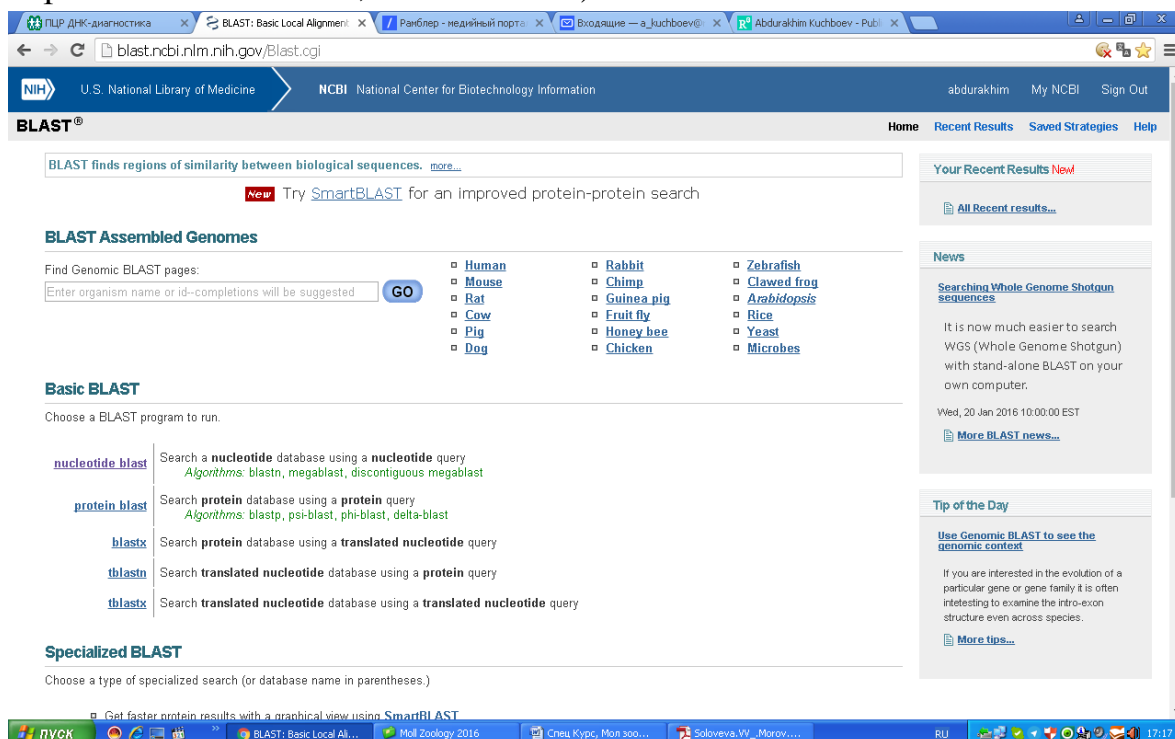 ПЦР ДНК-диагностика
BLAST: Basic Local Alignment
Рамблер - медийный порта
Входящие — a_kuchboev@
Abdurakhim Kuchboev - Publ
blast.ncbi.nlm.nih.gov/Blast.cgi
NIH U.S. National Library of Medicine NCBI National Center for Biotechnology Information abdurakhim My NCBI Sign Out
BLAST® Home Recent Results Saved Strategies Help
BLAST finds regions of similarity between biological sequences. more...
New Try SmartBLAST for an improved protein-protein search
BLAST Assembled Genomes
Find Genomic BLAST pages:
Enter organism name or id--completions will be suggested GO
Human Rabbit Zebrafish
Mouse Chimp Clawed frog
Rat Guinea pig Arabidopsis
Cow Fruit fly Rice
Pig Honey bee Yeast
Dog Chicken Microbes
Basic BLAST
Choose a BLAST program to run.
nucleotide blast Search a nucleotide database using a nucleotide query
Algorithms: blastn, megablast, discontiguous megablast
protein blast Search protein database using a protein query
Algorithms: blastp, psi-blast, phi-blast, delta-blast
blastx Search protein database using a translated nucleotide query
tblastn Search translated nucleotide database using a protein query
tblastx Search translated nucleotide database using a translated nucleotide query
Specialized BLAST
Choose a type of specialized search (or database name in parentheses.)
Get faster protein results with a graphical view using SmartBLAST
Your Recent Results New!
All Recent results...
News
Searching Whole Genome Shotgun
sequences
It is now much easier to search
WGS (Whole Genome Shotgun)
with stand-alone BLAST on your
own computer.
Wed, 20 Jan 2016 10:00:00 EST
More BLAST news...
Tip of the Day
Use Genomic BLAST to see the
genomic context
If you are interested in the evolution of a
particular gene or gene family it is often
intetesting to examine the intro-exon
structure even across species.
More tips...
пуск BLAST: Basic Local Ali... Moll Zoology 2016 Спец Курс, Мол зоо... Soloveva.VV_.Morov.... RU 17:17